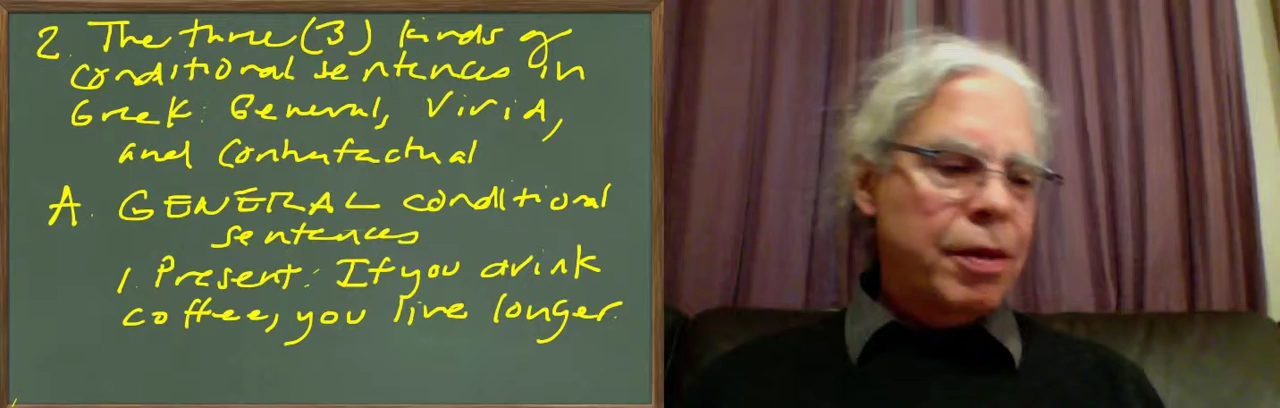 2. The three (3) kinds of
conditional sentences in
Greek: General, Vivid,
and Contrafactual
A. GENERAL conditional
sentences
1. Present: If you drink
coffee, you live longer.